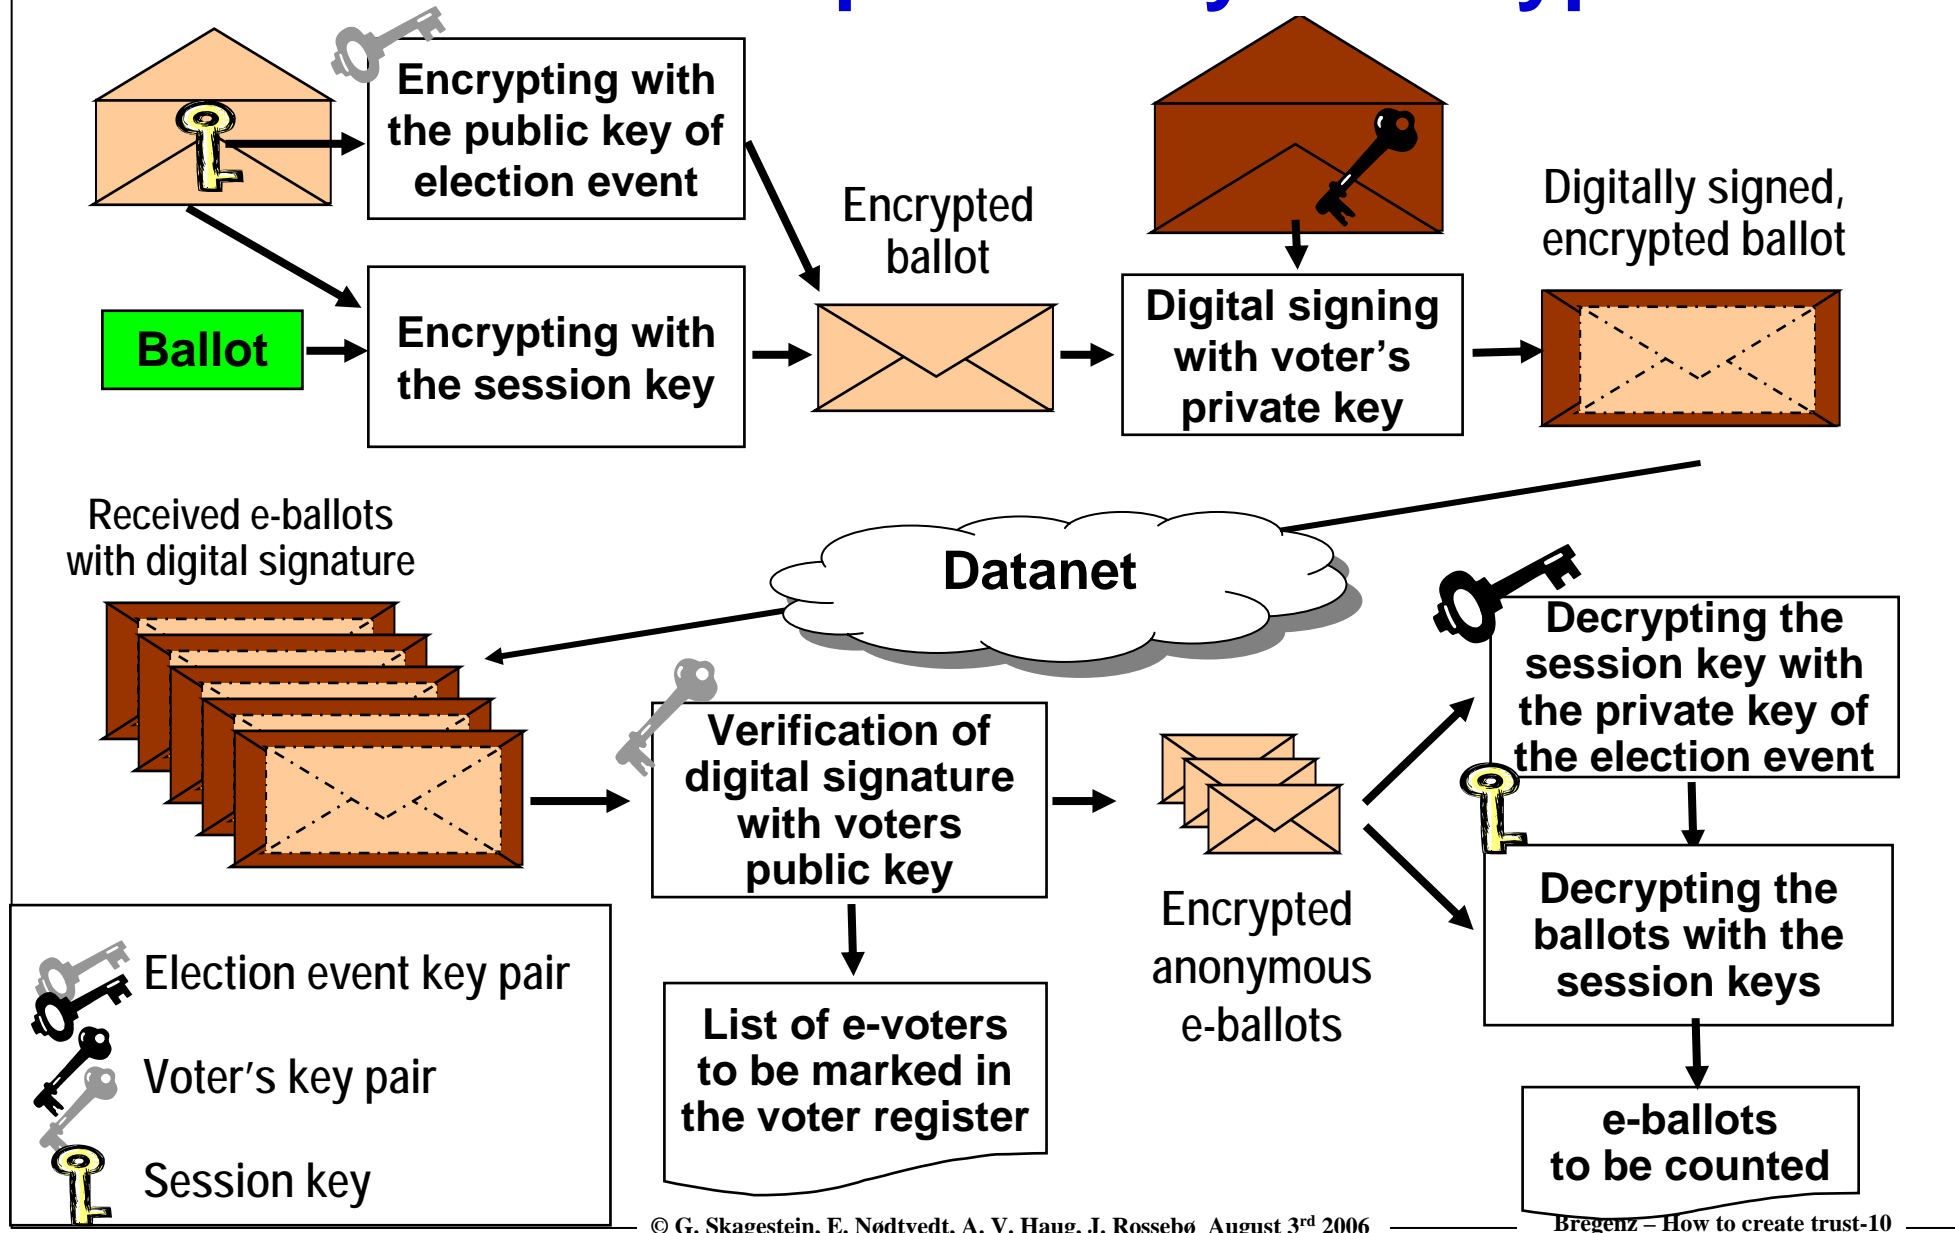 Encrypting with
the public key of
election event
Encrypted
ballot
Digitally signed,
encrypted ballot
Ballot
Encrypting with
the session key
Digital signing
with voter’s
private key
Received e-ballots
with digital signature
Datanet
Verification of
digital signature
with voters
public key
Decrypting the
session key with
the private key of
the election event
Encrypted
anonymous
e-ballots
Decrypting the
ballots with the
session keys
List of e-voters
to be marked in
the voter register
e-ballots
to be counted
Election event key pair
Voter’s key pair
Session key
© G. Skagestein, E. Nødtvedt, A. V. Haug, J. Rossebø August 3rd 2006
Bregenz – How to create trust-10